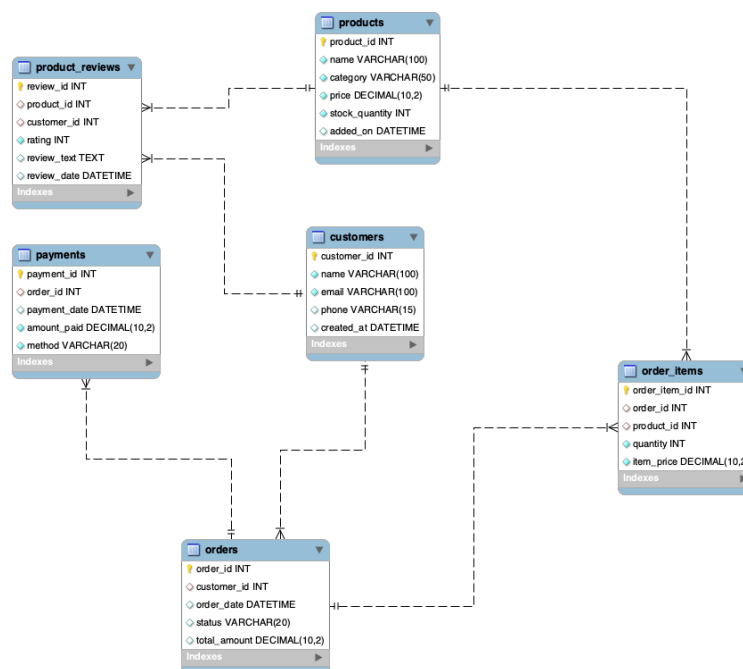 products
product_id INT
name VARCHAR(100)
category VARCHAR(50)
price DECIMAL(10,2)
stock_quantity INT
added_on DATETIME
Indexes
product_reviews
review_id INT
product_id INT
customer_id INT
rating INT
review_text TEXT
review_date DATETIME
Indexes
payments
payment_id INT
order_id INT
payment_date DATETIME
amount_paid DECIMAL(10,2)
method VARCHAR(20)
Indexes
customers
customer_id INT
name VARCHAR(100)
email VARCHAR(100)
phone VARCHAR(15)
created_at DATETIME
Indexes
order_items
order_item_id INT
order_id INT
product_id INT
quantity INT
item_price DECIMAL(10,2
Indexes
orders
order_id INT
customer_id INT
order_date DATETIME
status VARCHAR(20)
total_amount DECIMAL(10,2)
Indexes